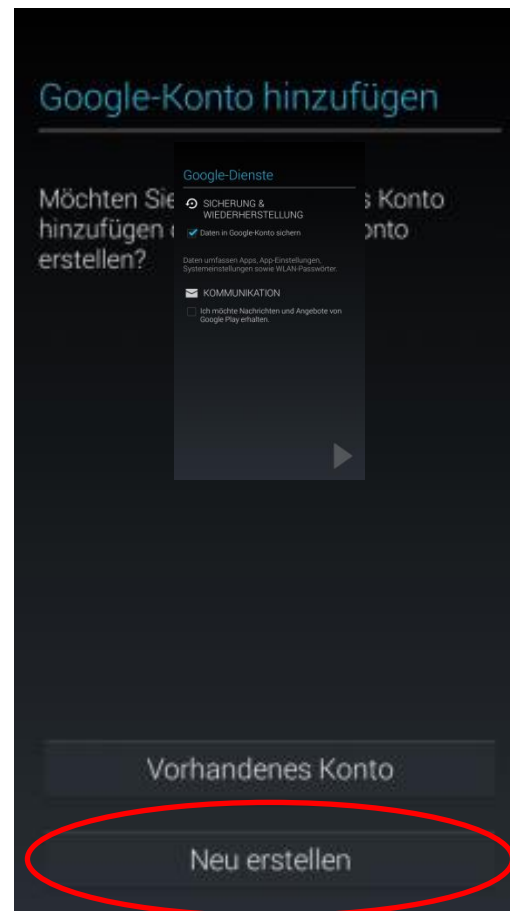 Google-Konto hinzufügen
Möchten Sie s Konto
hinzufügen onto
erstellen?
Google-Dienste
SICHERUNG &
WIEDERHERSTELLUNG
Daten in Google-Konto sichern
Daten umfassen Apps, App-Einstellungen,
Systemeinstellungen sowie WLAN-Passwörter.
KOMMUNIKATION
Ich möchte Nachrichten und Angebote von
Google Play erhalten.
Vorhandenes Konto
Neu erstellen